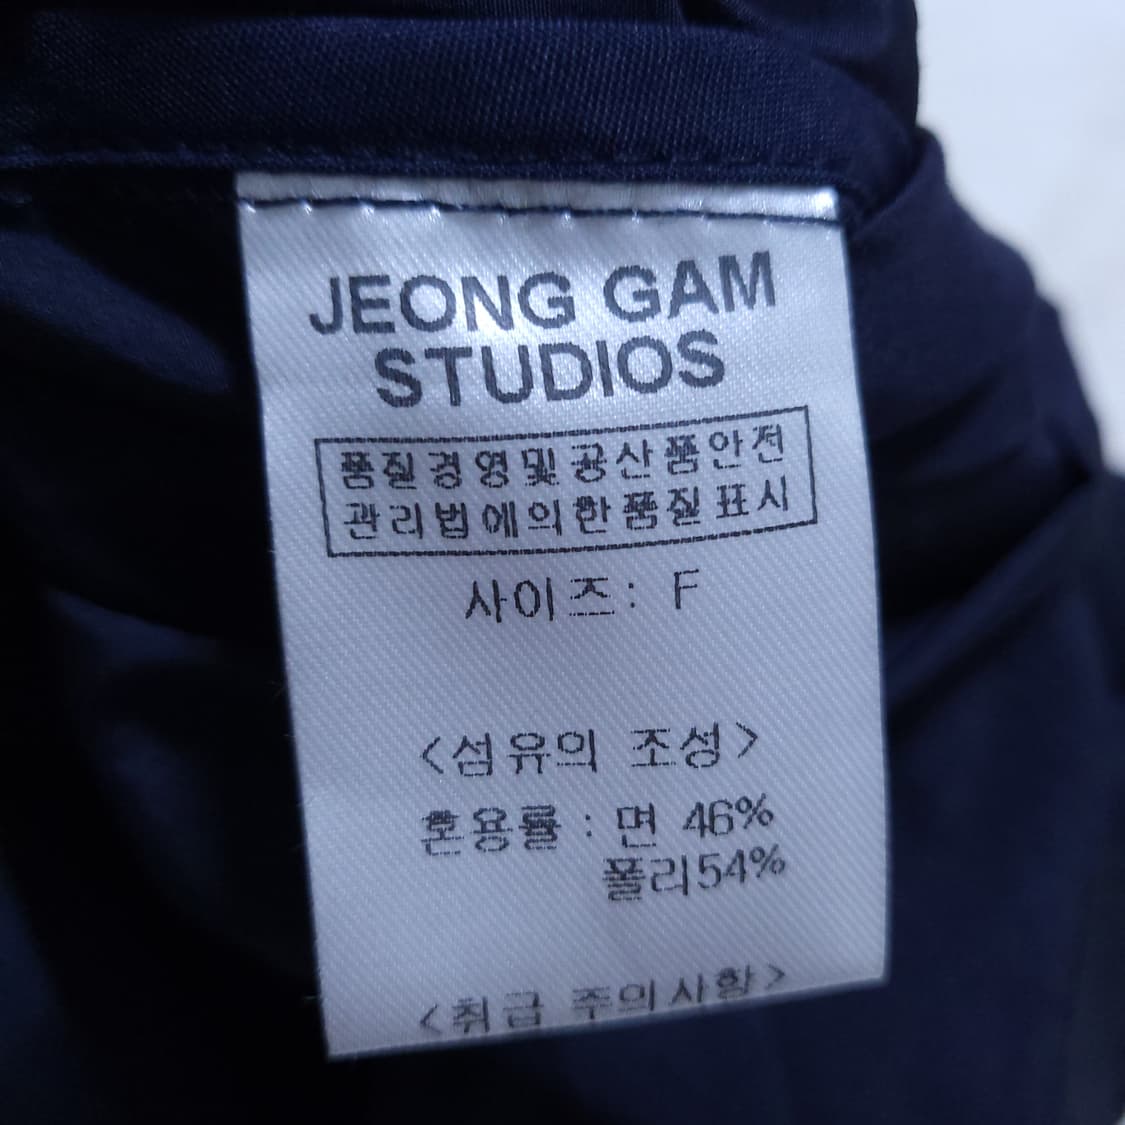 JEONG GAM
STUDIOS
품질경영및공산품안전
관리법에의한품질표시
사이즈: F
<섬유의 조성>
혼용률 : 면 46%
폴리54%
<취급 주의사항>